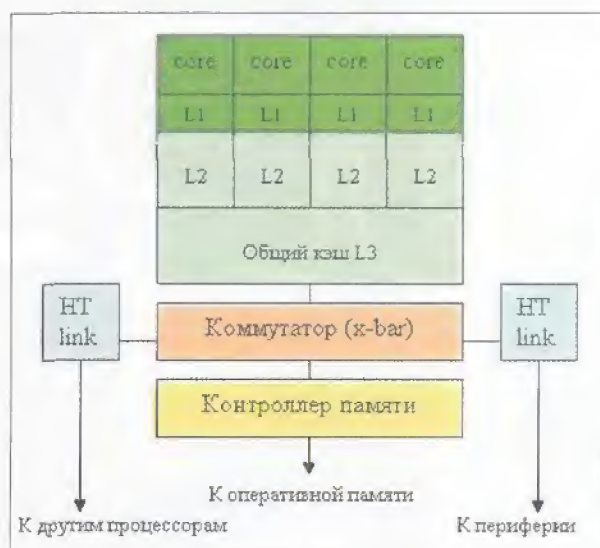 core core core core
L1 L1 L1 L1
L2 L2 L2 L2
Общий кэш L3
HT link
Коммутатор (x-bar)
HT link
Контроллер памяти
К оперативной памяти
К другим процессорам
К периферии